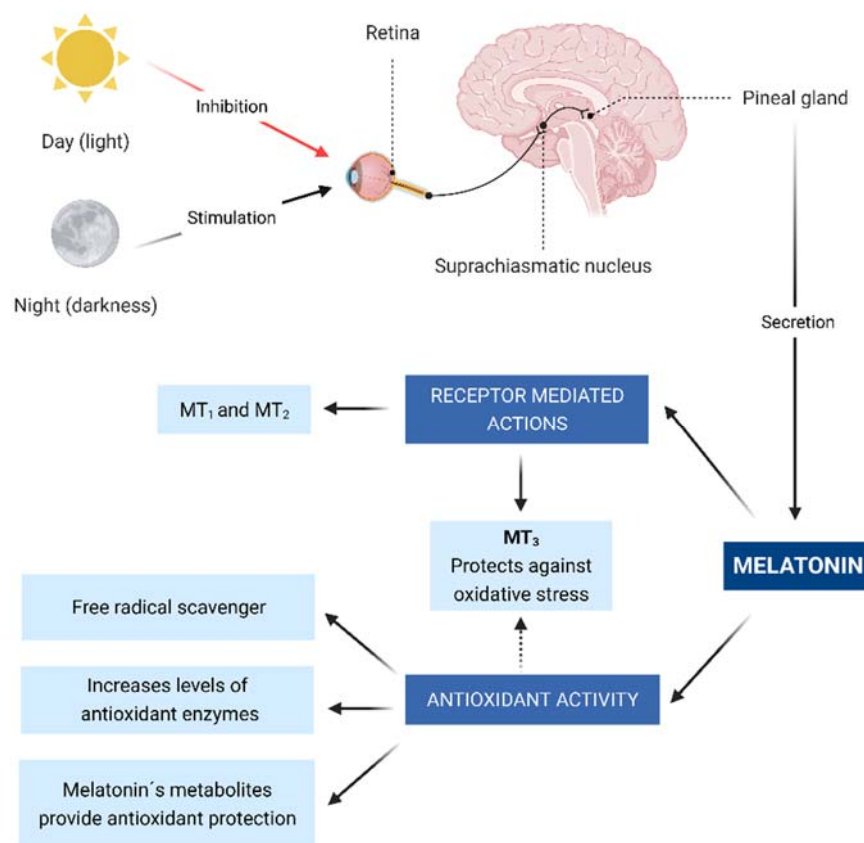 Retina
Inhibition
Pineal gland
Day (light)
Stimulation
Suprachiasmatic nucleus
Night (darkness)
Secretion
RECEPTOR MEDIATED
ACTIONS
MT₁ and MT₂
MT₃
Protects against
oxidative stress
MELATONIN
Free radical scavenger
Increases levels of
antioxidant enzymes
ANTIOXIDANT ACTIVITY
Melatonin´s metabolites
provide antioxidant protection